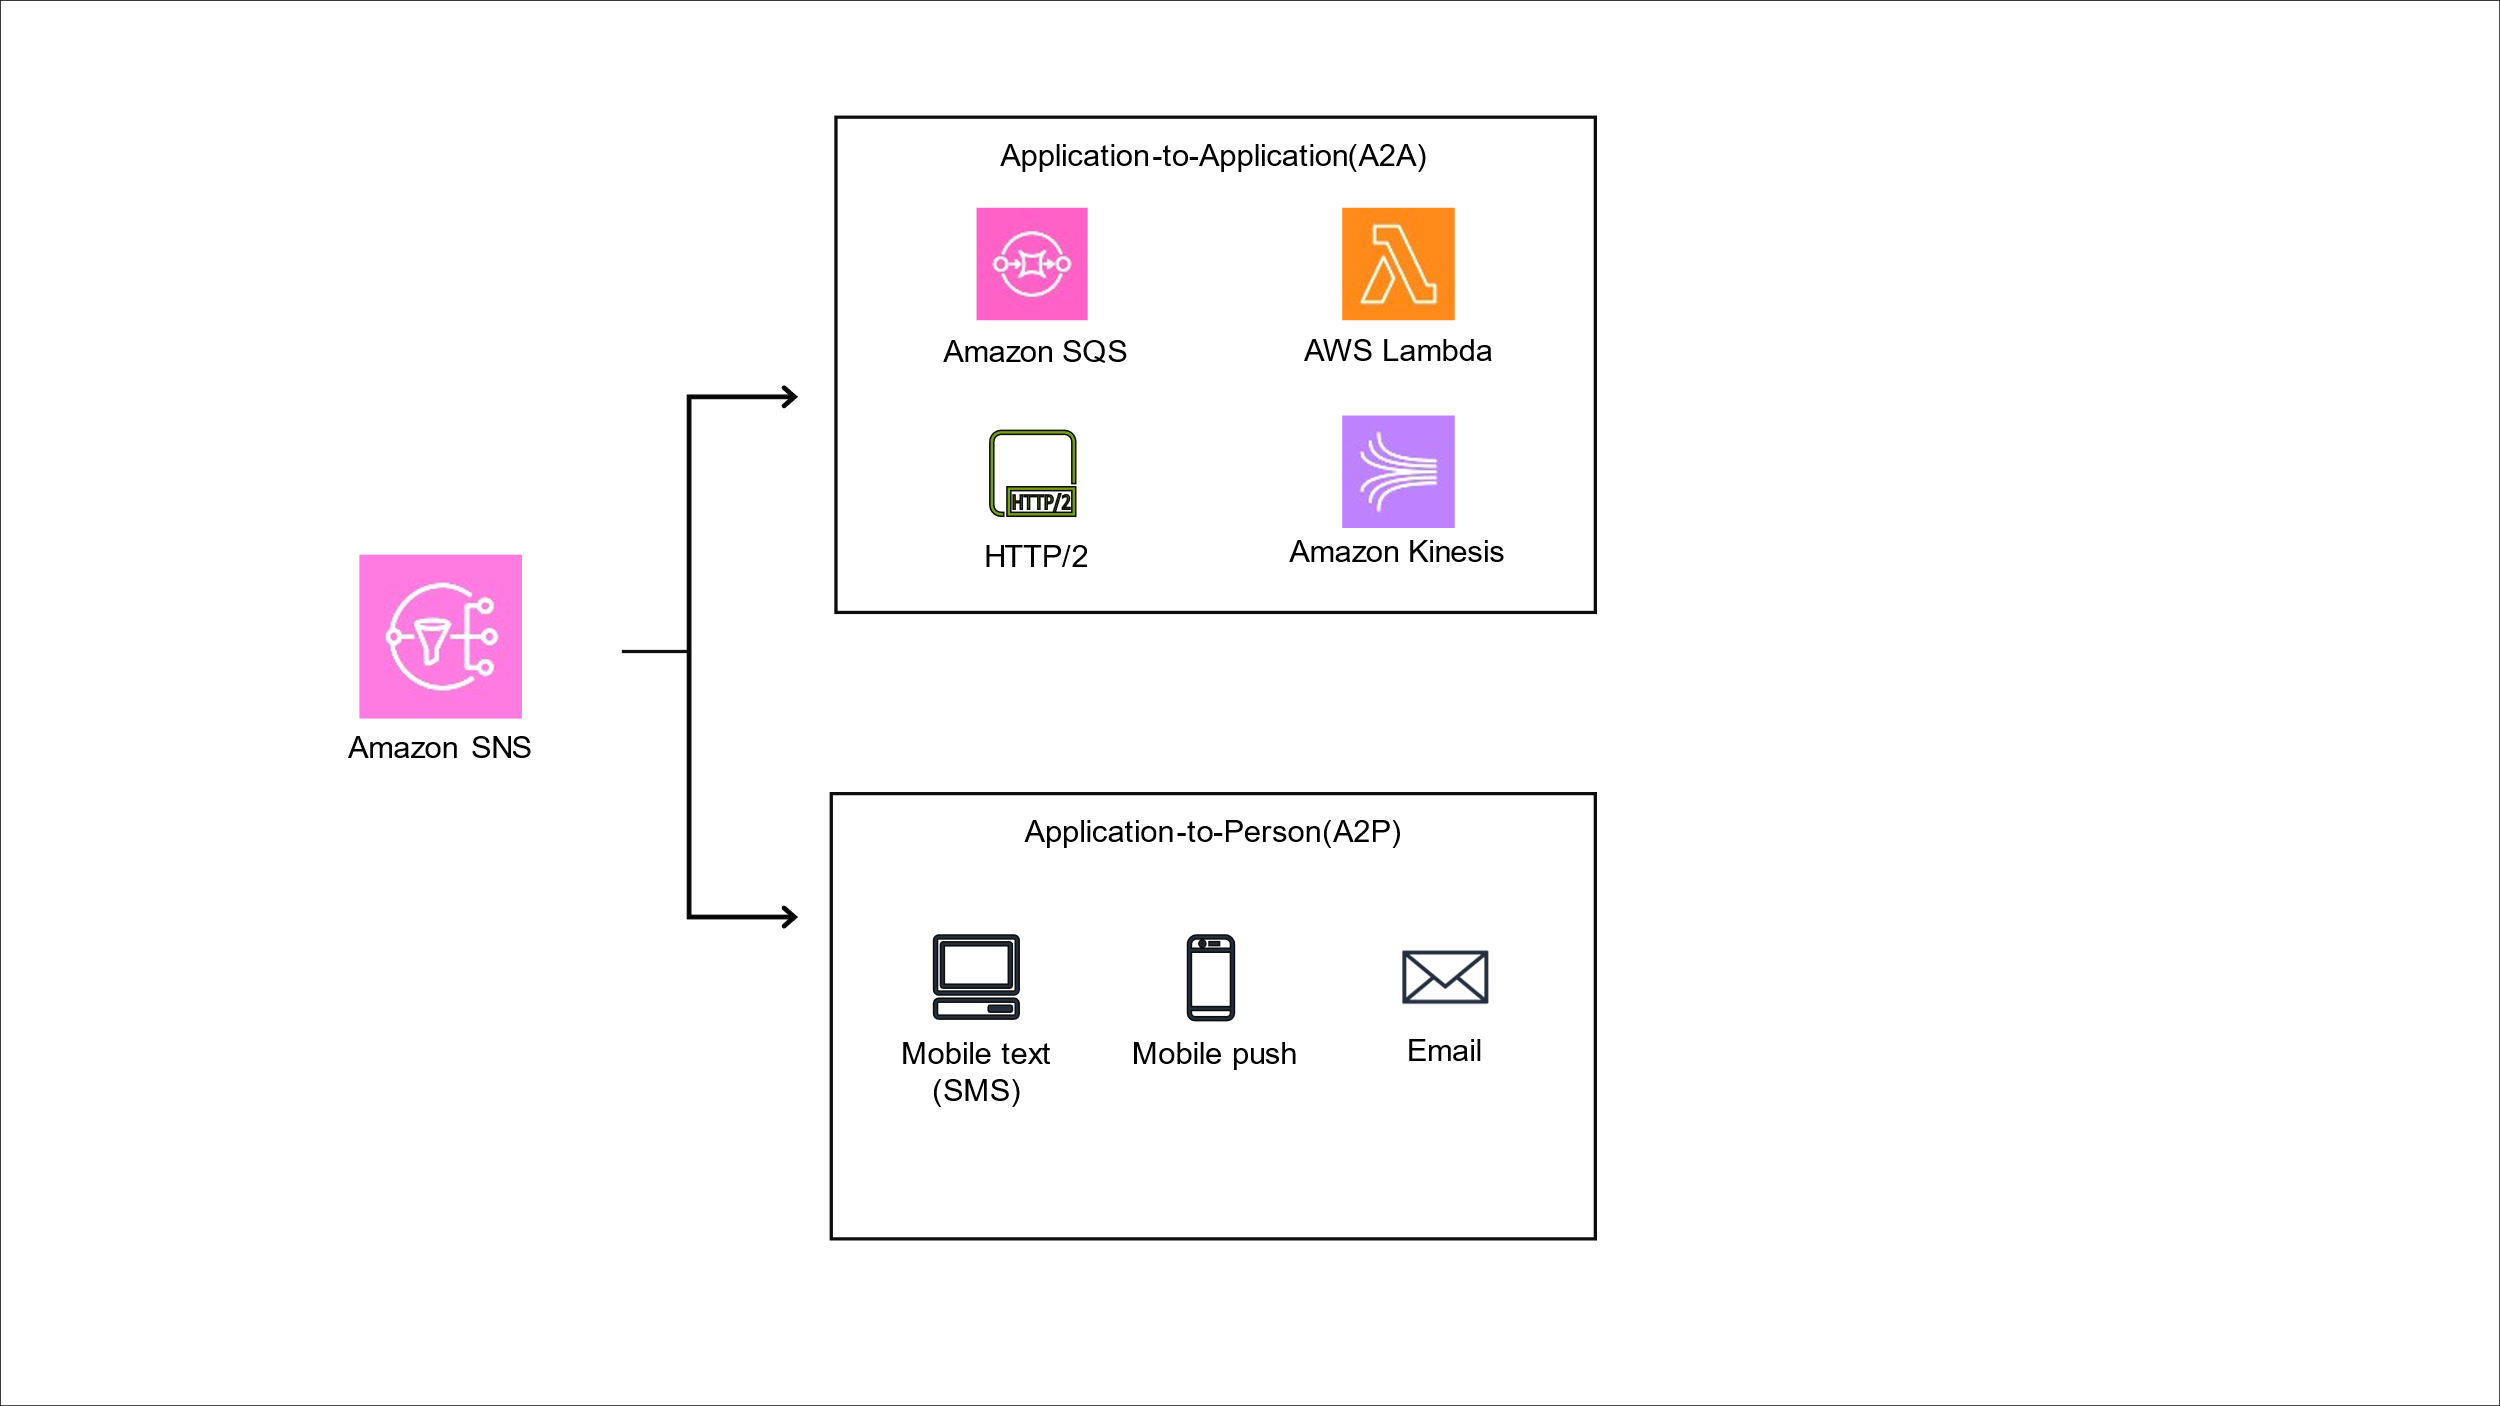 Application-to-Application(A2A)
Amazon SQS
AWS Lambda
HTTP/2
HTTP/2
Amazon Kinesis
Amazon SNS
Application-to-Person(A2P)
Mobile text
(SMS)
Mobile push
Email